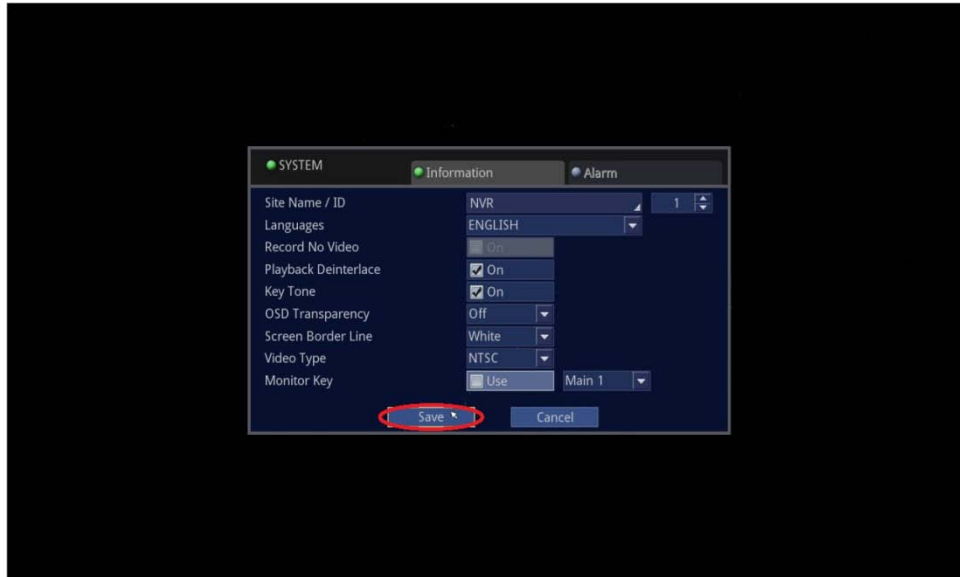 SYSTEM Information Alarm
Site Name / ID NVR 1
Languages ENGLISH
Record No Video On
Playback Deinterlace On
Key Tone On
OSD Transparency Off
Screen Border Line White
Video Type NTSC
Monitor Key Use Main 1
Save Cancel